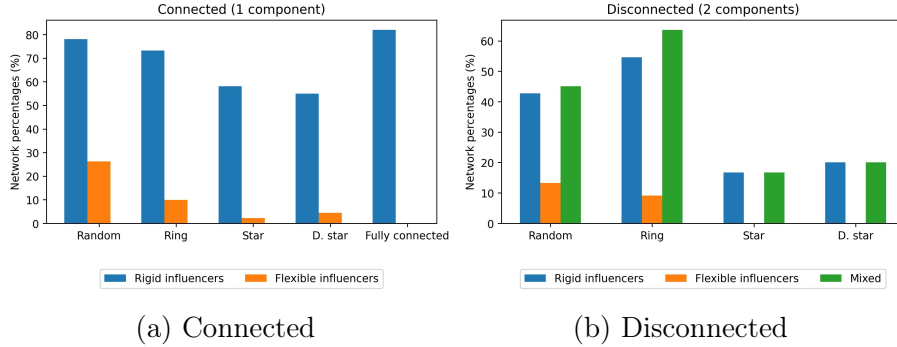 Connected (1 component)
Network percentages (%)
80
70
60
50
40
30
20
10
0
Random Ring Star D. star Fully connected
Rigid influencers Flexible influencers
(a) Connected
Disconnected (2 components)
Network percentages (%)
60
50
40
30
20
10
0
Random Ring Star D. star
Rigid influencers Flexible influencers Mixed
(b) Disconnected